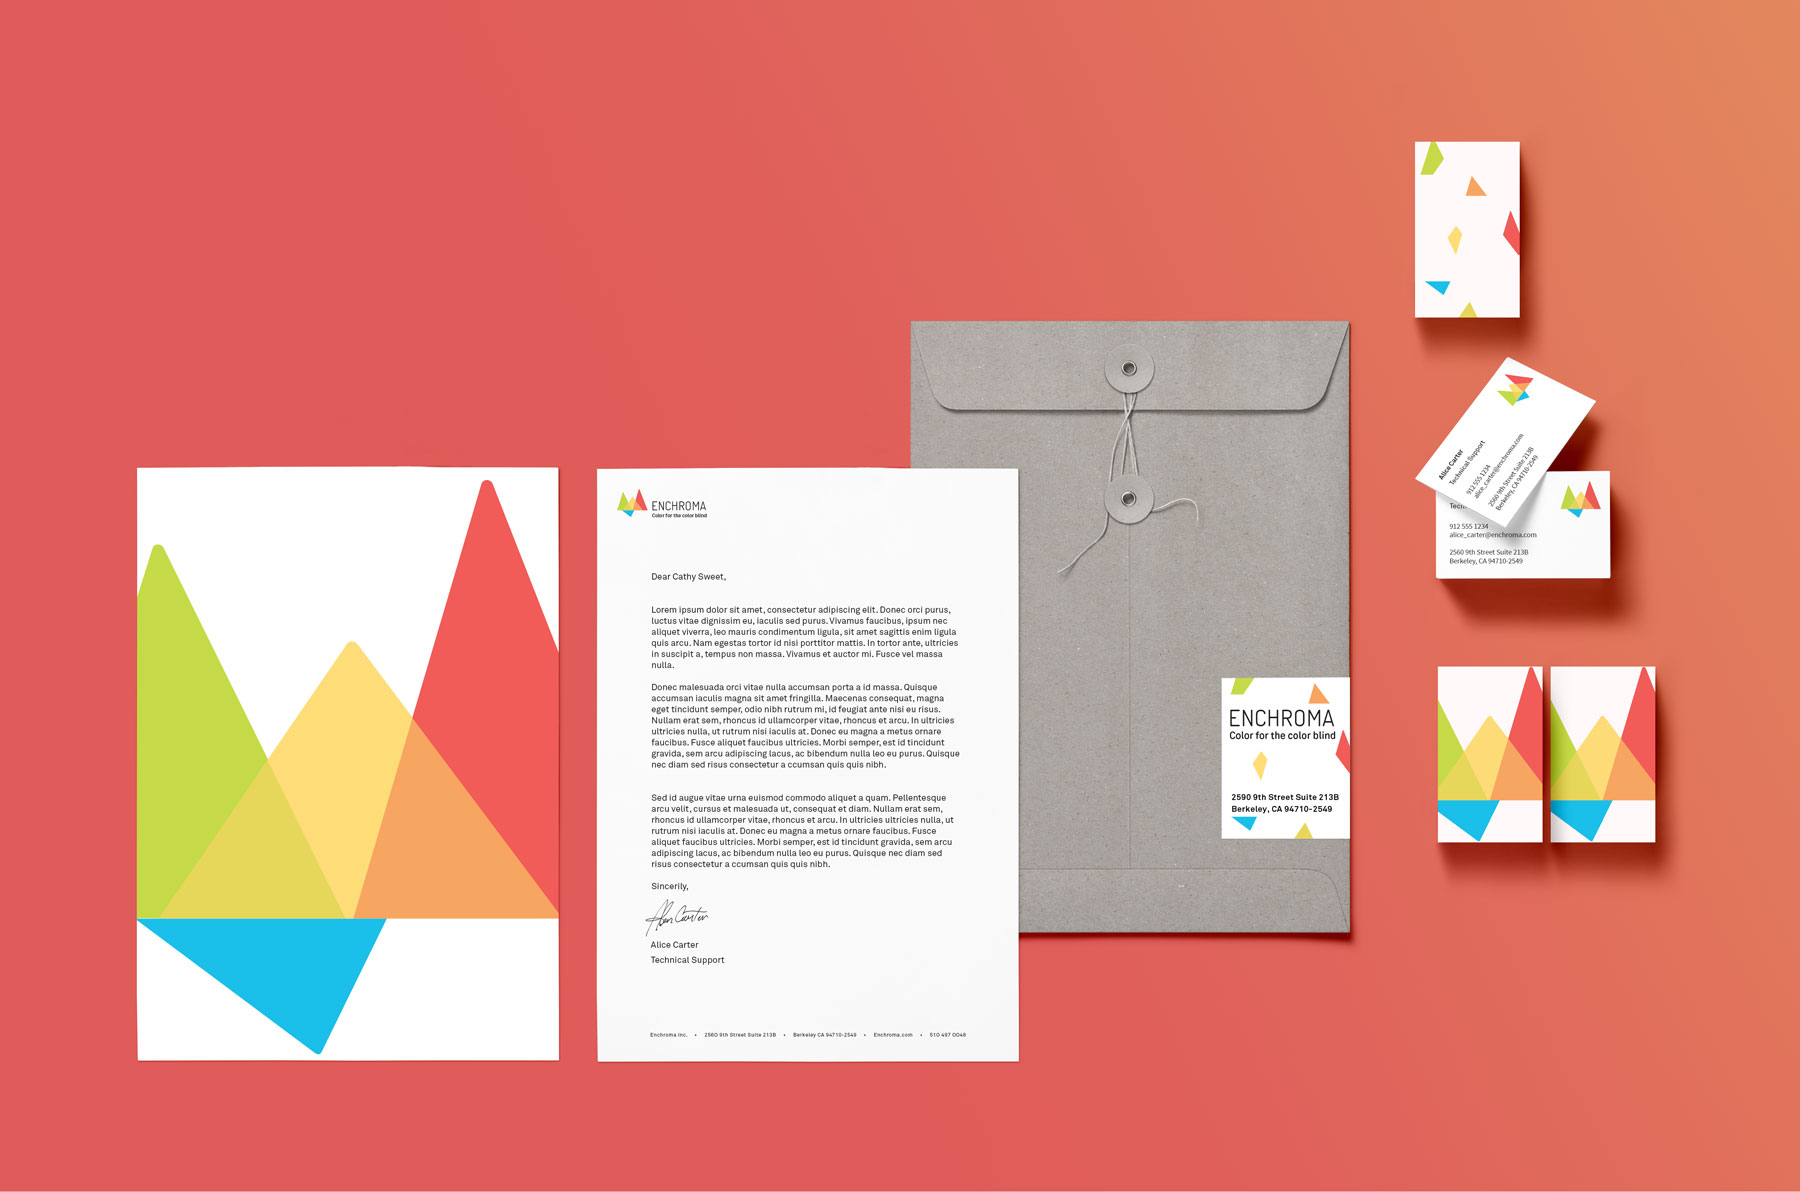 ENCHROMA
Color for the color blind
Dear Cathy Sweet,
Lorem ipsum dolor sit amet, consectetur adipiscing elit. Donec orci purus,
luctus vitae dignissim eu, iaculis sed purus. Vivamus faucibus, ipsum nec
aliquet viverra, leo mauris condimentum ligula, sit amet sagittis enim ligula
quis arcu. Nam egestas tortor id nisi porttitor mattis. In tortor ante, ultricies
in suscipit a, tempus non massa. Vivamus et auctor mi. Fusce vel massa
nulla.
Donec malesuada orci vitae nulla accumsan porta a id massa. Quisque
accumsan iaculis magna sit amet fringilla. Maecenas consequat, magna
eget tincidunt semper, odio nibh rutrum mi, id feugiat ante nisi eu risus.
Nullam erat sem, rhoncus id ullamcorper vitae, rhoncus et arcu. In ultricies
ultricies nulla, ut rutrum nisi iaculis at. Donec eu magna a metus ornare
faucibus. Fusce aliquet faucibus ultricies. Morbi semper, est id tincidunt
gravida, sem arcu adipiscing lacus, ac bibendum nulla leo eu purus. Quisque
nec diam sed risus consectetur a ccumsan quis quis nibh.
Sed id augue vitae urna euismod commodo aliquet a quam. Pellentesque
arcu velit, cursus et malesuada ut, consequat et diam. Nullam erat sem,
rhoncus id ullamcorper vitae, rhoncus et arcu. In ultricies ultricies nulla, ut
rutrum nisi iaculis at. Donec eu magna a metus ornare faucibus. Fusce
aliquet faucibus ultricies. Morbi semper, est id tincidunt gravida, sem arcu
adipiscing lacus, ac bibendum nulla leo eu purus. Quisque nec diam sed
risus consectetur a ccumsan quis quis nibh.
Sincerily,
Alice Carter
Technical Support
Enchroma Inc. • 2560 9th Street Suite 213B • Berkeley CA 94710-2549 • Enchroma.com • 510 497 0048
ENCHROMA
Color for the color blind
2590 9th Street Suite 213B
Berkeley, CA 94710-2549
Alice Carter
Technical Support
912 555 1234
alice_carter@enchroma.com
2560 9th Street Suite 213B
Berkeley, CA 94710-2549
Techn
912 555 1234
alice_carter@enchroma.com
2560 9th Street Suite 213B
Berkeley, CA 94710-2549